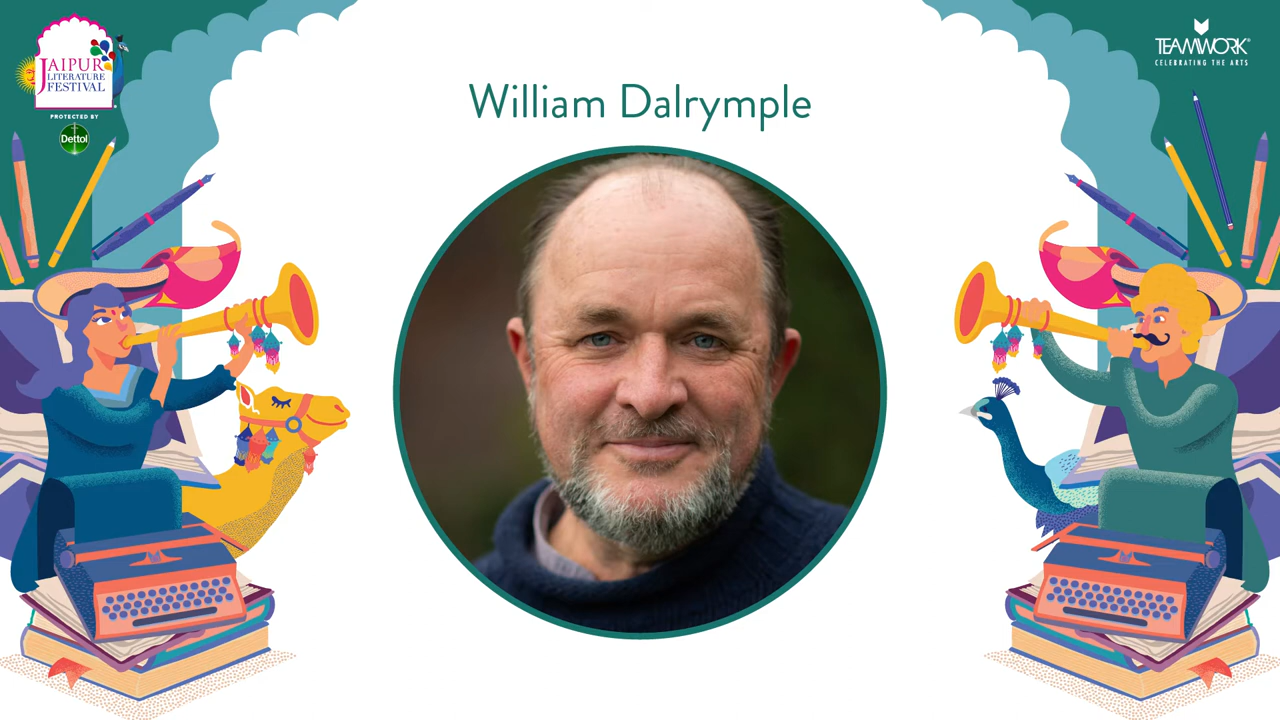 JAIPUR
LITERATURE
FESTIVAL
PROTECTED BY
Dettol
TEAMWORK®
CELEBRATING THE ARTS
William Dalrymple